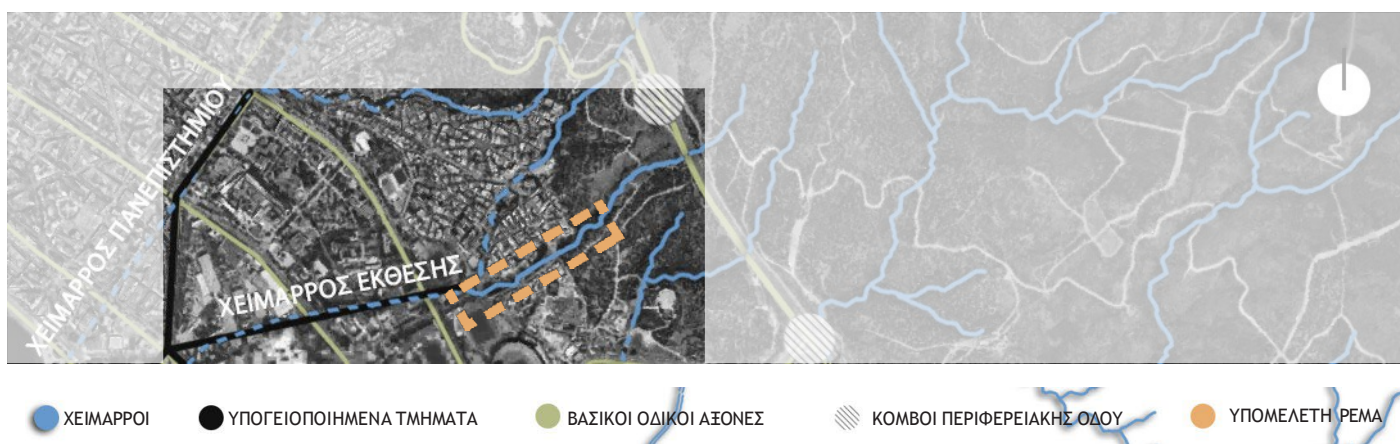 ΧΕΙΜΑΡΡΟΣ ΠΑΝΕΠΙΣΤΗΜΙΟΥ
ΧΕΙΜΑΡΡΟΣ ΕΚΘΕΣΗΣ
ΧΕΙΜΑΡΡΟΙ
ΥΠΟΓΕΙΟΠΟΙΗΜΕΝΑ ΤΜΗΜΑΤΑ
ΒΑΣΙΚΟΙ ΟΔΙΚΟΙ ΑΞΟΝΕΣ
ΚΟΜΒΟΙ ΠΕΡΙΦΕΡΕΙΑΚΗΣ ΟΔΟΥ
ΥΠΟΜΕΛΕΤΗ ΡΕΜΑ